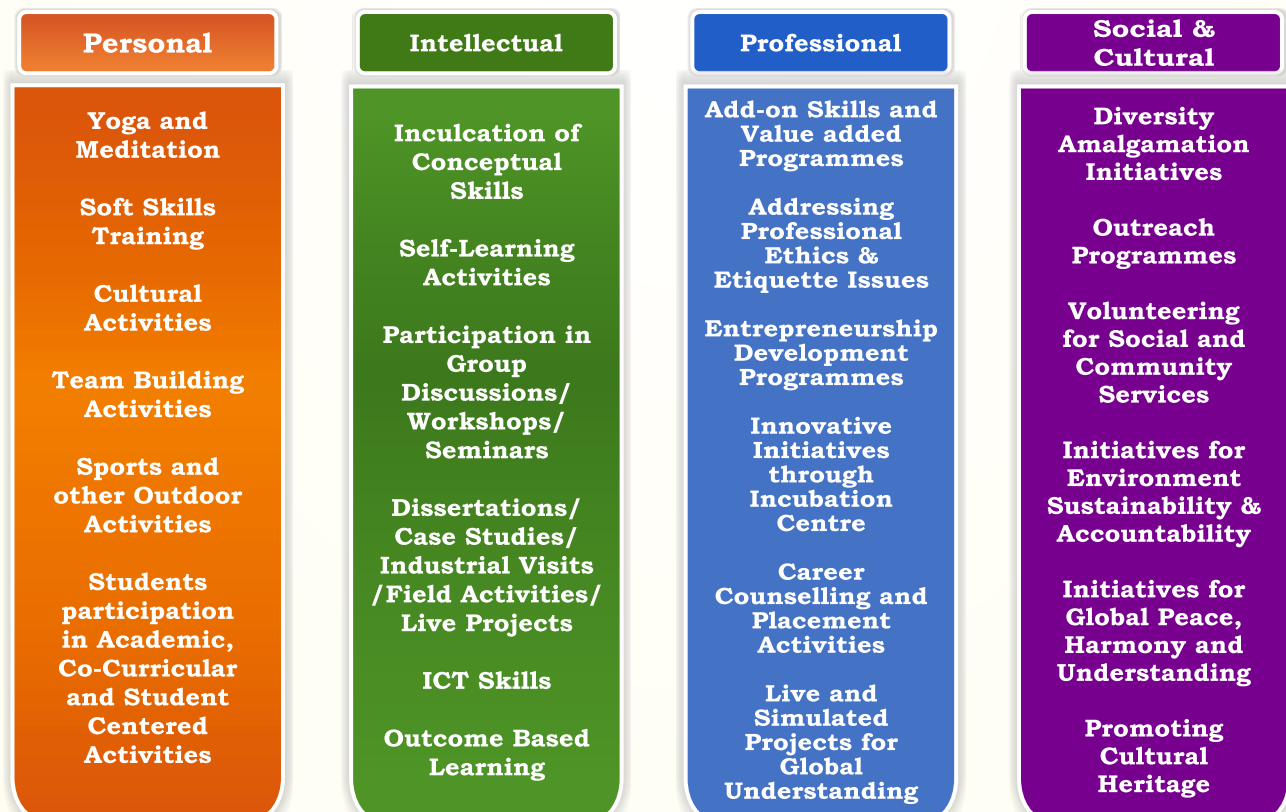 Personal
Yoga and
Meditation
Soft Skills
Training
Cultural
Activities
Team Building
Activities
Sports and
other Outdoor
Activities
Students
participation
in Academic,
Co-Curricular
and Student
Centered
Activities
Intellectual
Inculcation of
Conceptual
Skills
Self-Learning
Activities
Participation in
Group
Discussions/
Workshops/
Seminars
Dissertations/
Case Studies/
Industrial Visits
/Field Activities/
Live Projects
ICT Skills
Outcome Based
Learning
Professional
Add-on Skills and
Value added
Programmes
Addressing
Professional
Ethics &
Etiquette Issues
Entrepreneurship
Development
Programmes
Innovative
Initiatives
through
Incubation
Centre
Career
Counselling and
Placement
Activities
Live and
Simulated
Projects for
Global
Understanding
Social &
Cultural
Diversity
Amalgamation
Initiatives
Outreach
Programmes
Volunteering
for Social and
Community
Services
Initiatives for
Environment
Sustainability &
Accountability
Initiatives for
Global Peace,
Harmony and
Understanding
Promoting
Cultural
Heritage